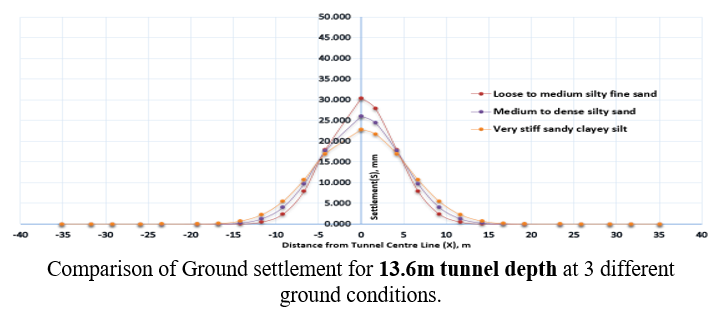 50.000
45.000
40.000
35.000
30.000
25.000
20.000
15.000
10.000
5.000
0.000
Loose to medium silty fine sand
Medium to dense silty sand
Very stiff sandy clayey silt
Settlement(S), mm
-40 -35 -30 -25 -20 -15 -10 -5 0 5 10 15 20 25 30 35 40
Distance from Tunnel Centre Line (X), m
Comparison of Ground settlement for 13.6m tunnel depth at 3 different
ground conditions.